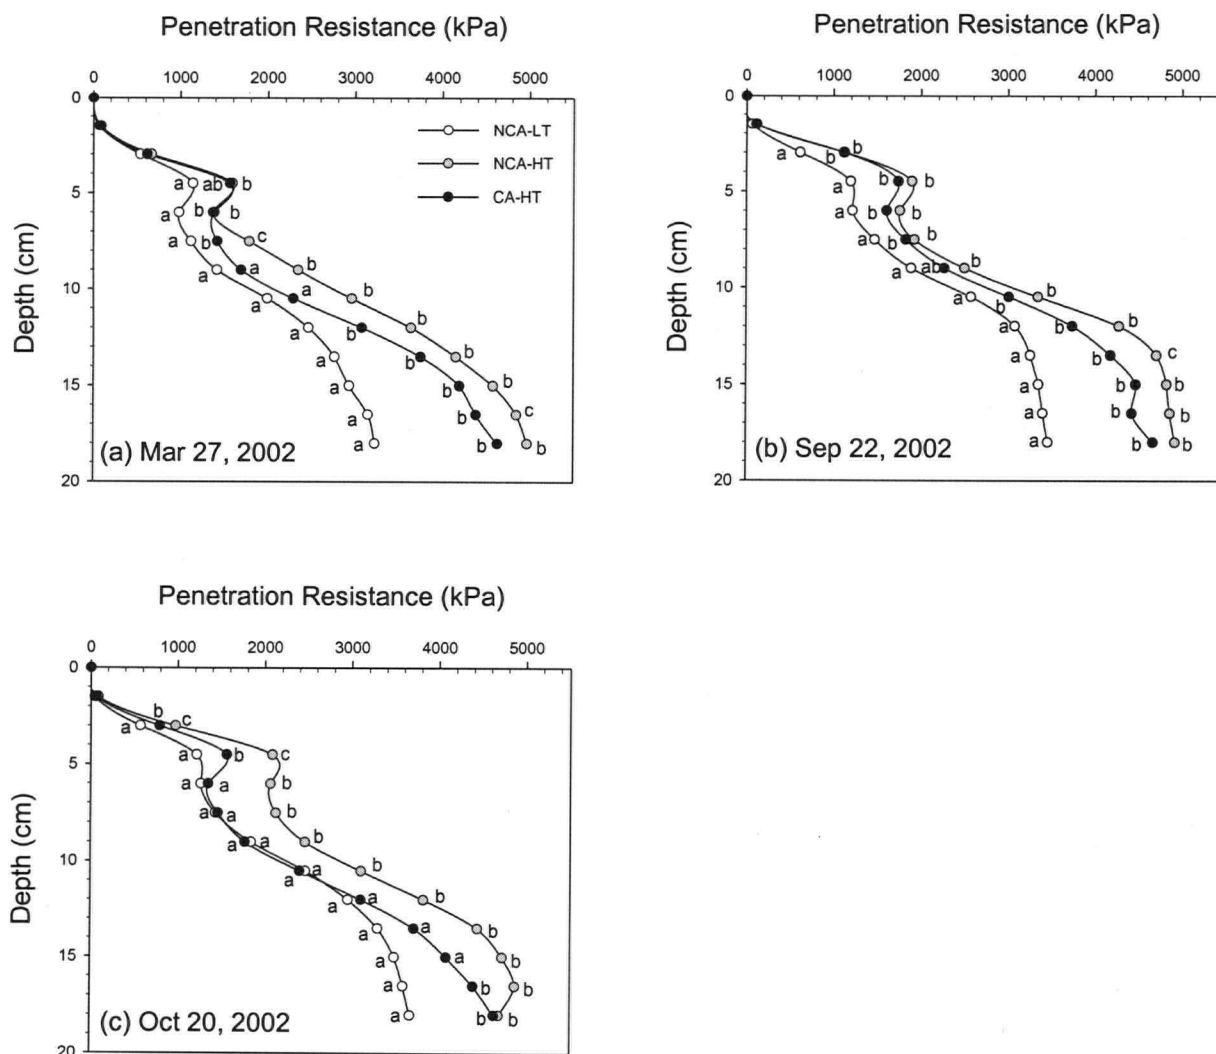 Penetration Resistance (kPa)
0 1000 2000 3000 4000 5000
0
5
10
15
20
Depth (cm)
NCA-LT
NCA-HT
CA-HT
a ab b
a b b
a b c
a a b
a a b
a b b
a b b
a b b
a b c
a b b
(a) Mar 27, 2002
Penetration Resistance (kPa)
0 1000 2000 3000 4000 5000
0
5
10
15
20
Depth (cm)
a b b
a b b
a b b
a b b
a ab b
a b b
a b b
a b c
a b b
a b b
a b b
(b) Sep 22, 2002
Penetration Resistance (kPa)
0 1000 2000 3000 4000 5000
0
5
10
15
20
Depth (cm)
a b c
a b c
a a b
a a b
a a b
a a b
a a b
a a b
a a b
a b b
a b b
(c) Oct 20, 2002